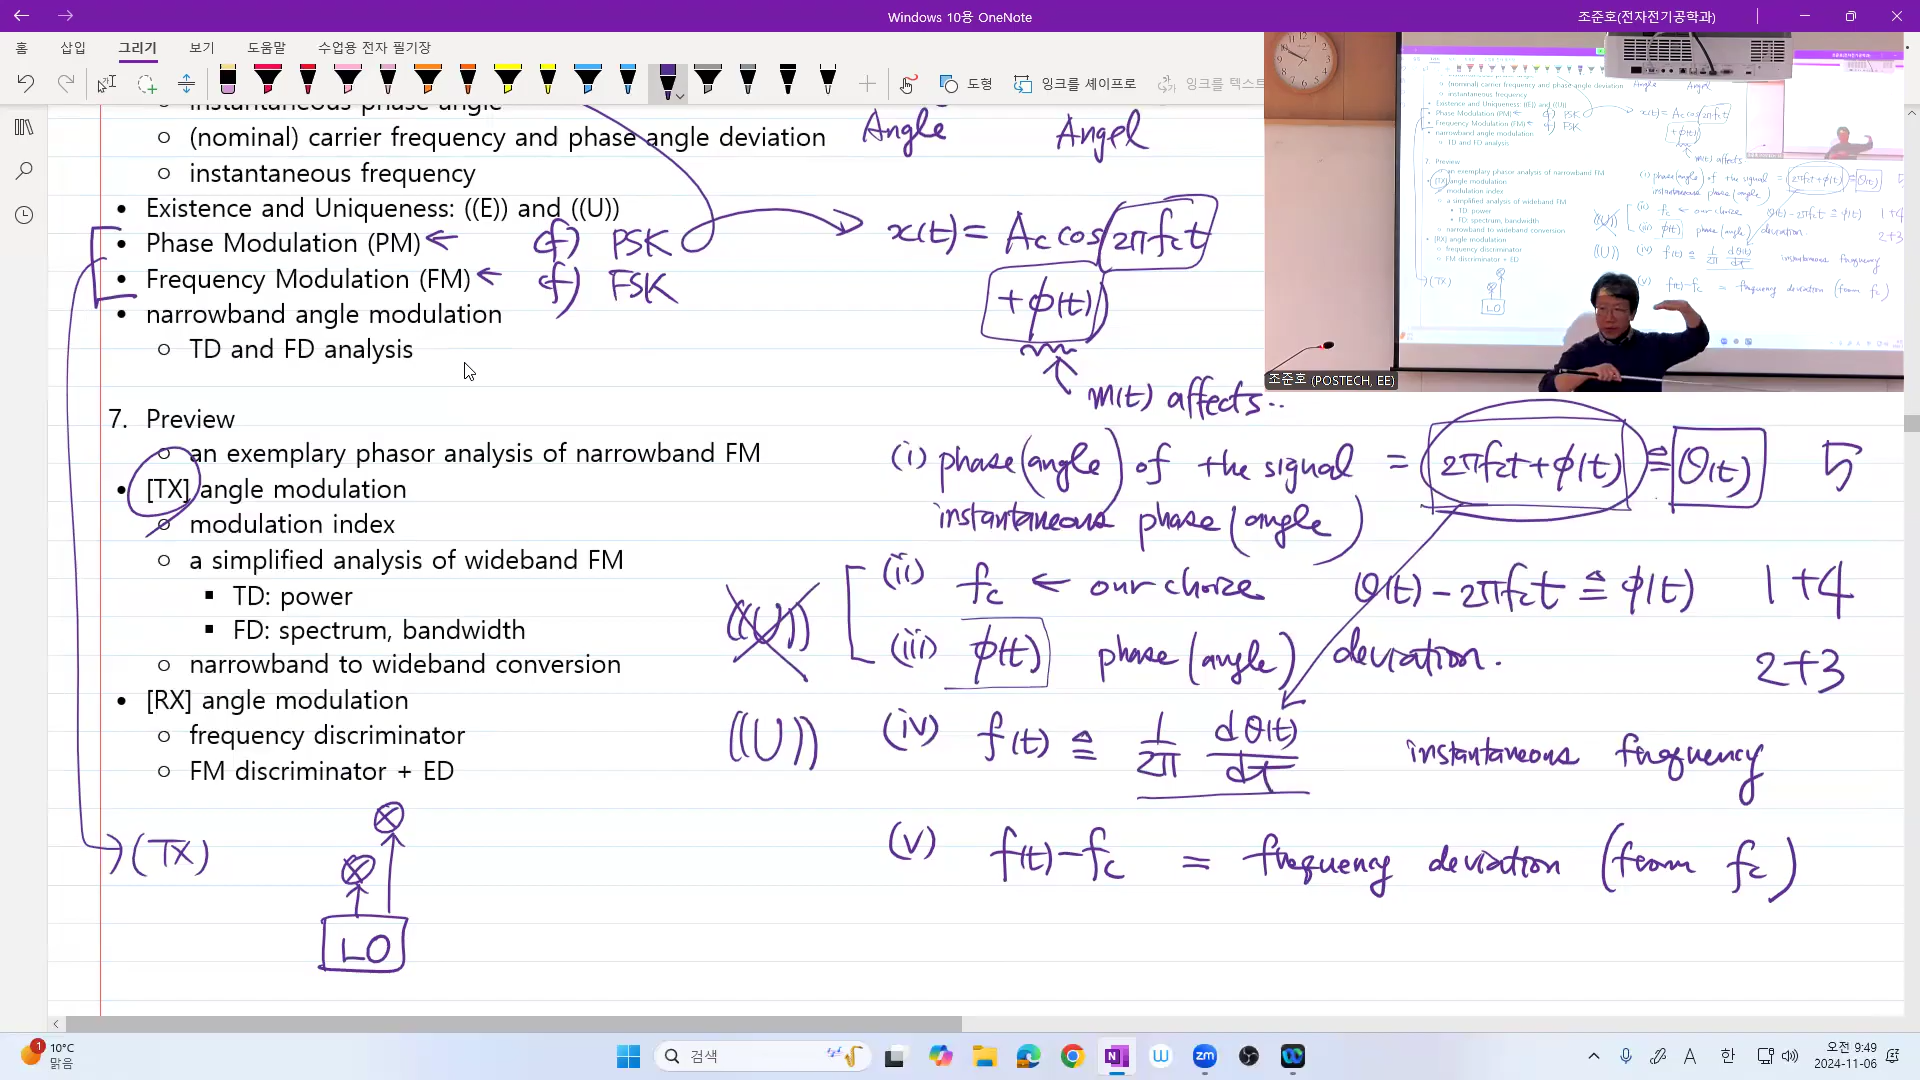 Windows 10용 OneNote
조준호(전자전기공학과)
홈 삽입 그리기 보기 도움말 수업용 전자 필기장
도형 잉크를 셰이프로 잉크를 텍스트
instantaneous phase angle
(nominal) carrier frequency and phase angle deviation
instantaneous frequency
Existence and Uniqueness: ((E)) and ((U))
Phase Modulation (PM) ← cf) PSK
Frequency Modulation (FM) ← cf) FSK
narrowband angle modulation
TD and FD analysis
7. Preview
an exemplary phasor analysis of narrowband FM
[TX] angle modulation
modulation index
a simplified analysis of wideband FM
TD: power
FD: spectrum, bandwidth
narrowband to wideband conversion
[RX] angle modulation
frequency discriminator
FM discriminator + ED
→ (TX)
LO
Angle Angel
x(t) = Ac cos(2πfct
+ φ(t))
m(t) affects..
(i) phase(angle) of the signal = 2πfct + φ(t) ≜ θ(t) 5
instantaneous phase (angle)
(ii) fc ← our choize θ(t) - 2πfct ≜ φ(t) 1+4
((U))
(iii) φ(t) phase (angle) deviation. 2+3
((U)) (iv) f(t) ≜ 1/2π dθ(t)/dt instantaneous frequency
(v) f(t) - fc = frequency deviation (from fc)
조준호 (POSTECH, EE)
10°C
맑음
검색
한
오전 9:49
2024-11-06